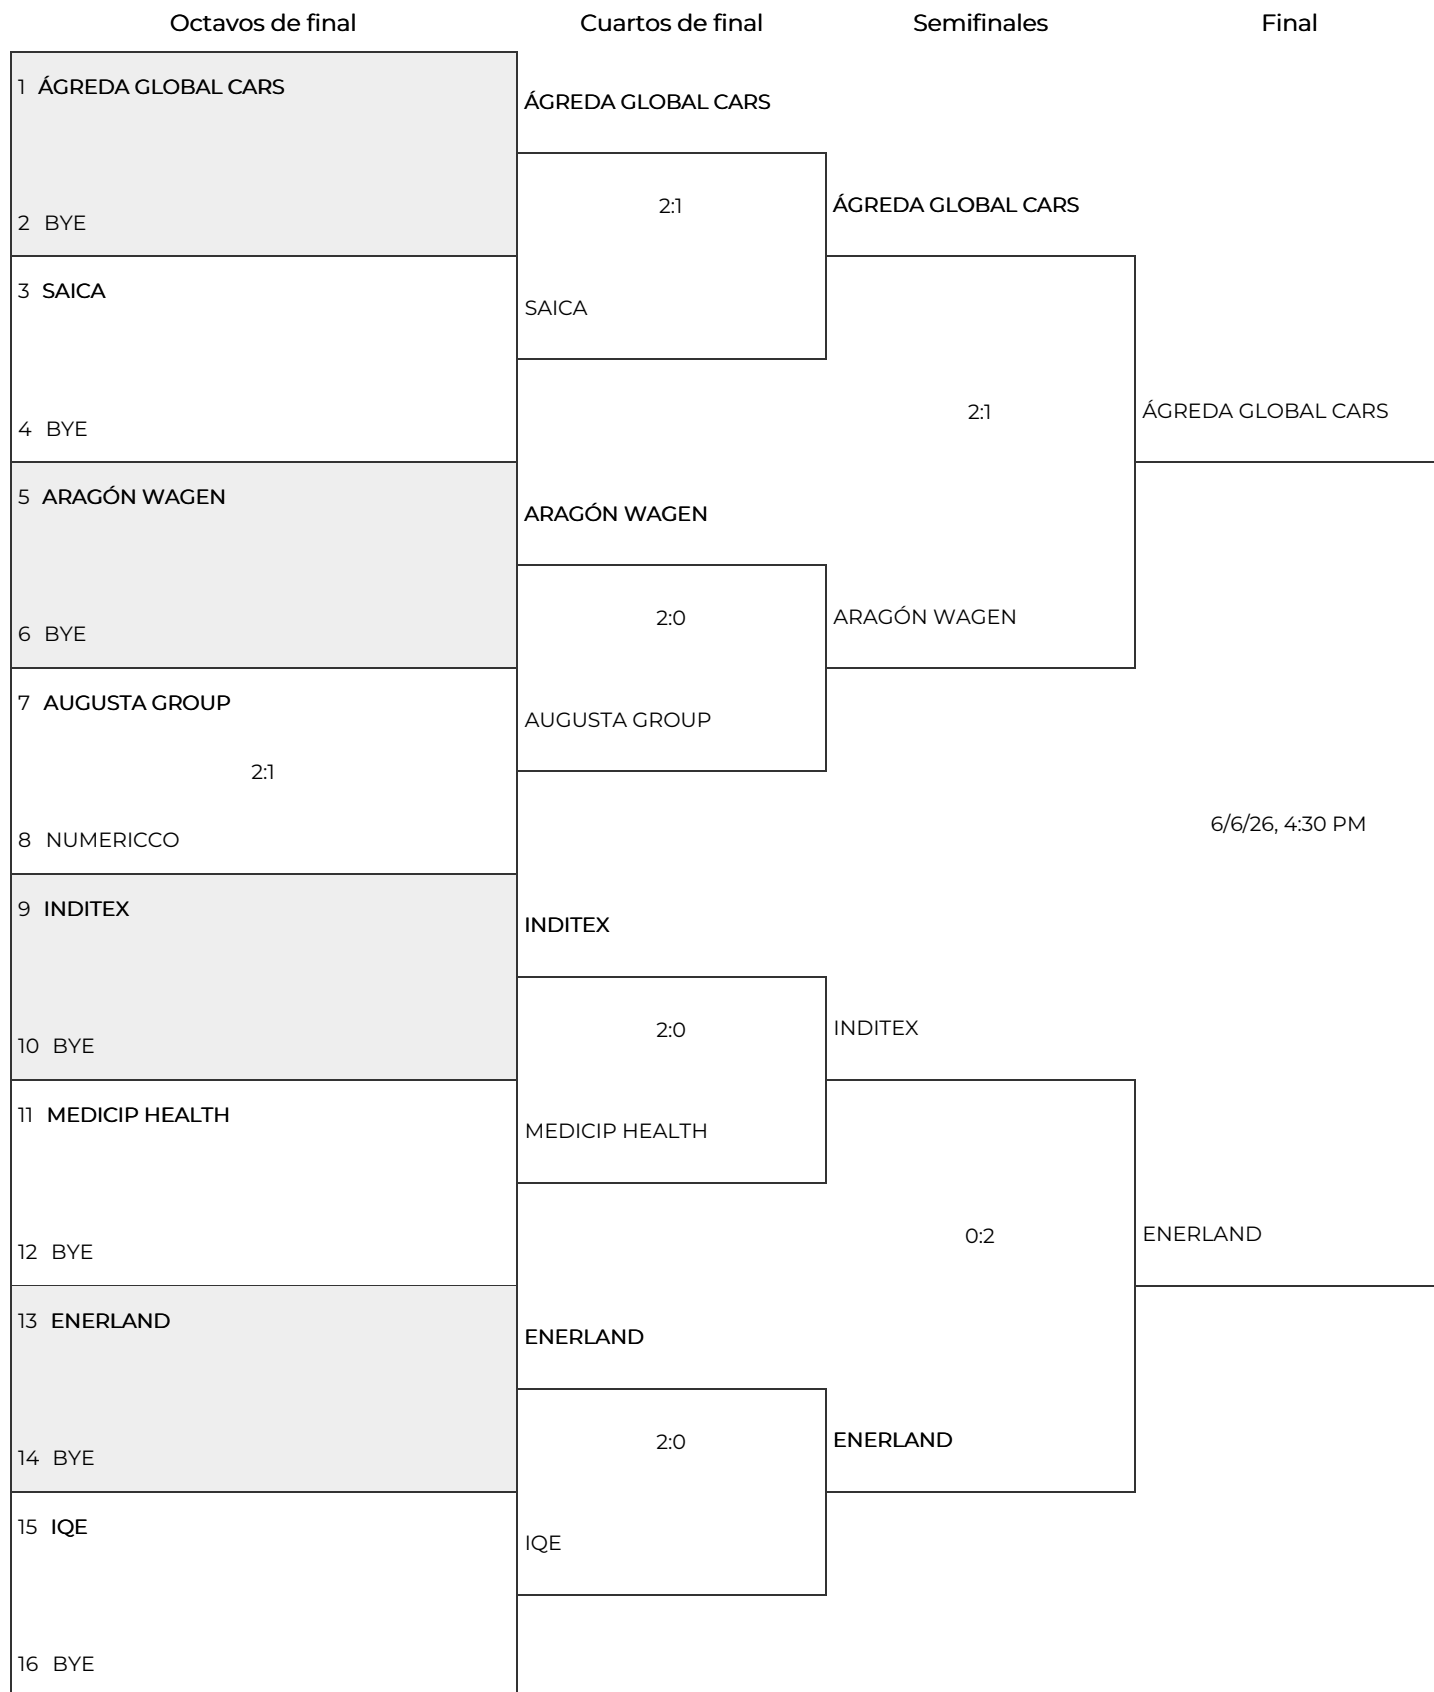 Octavos de final
Cuartos de final
Semifinales
Final
1 ÁGREDA GLOBAL CARS
2 BYE
3 SAICA
4 BYE
5 ARAGÓN WAGEN
6 BYE
7 AUGUSTA GROUP
2:1
8 NUMERICCO
9 INDITEX
10 BYE
11 MEDICIP HEALTH
12 BYE
13 ENERLAND
14 BYE
15 IQE
16 BYE
ÁGREDA GLOBAL CARS
2:1
SAICA
ARAGÓN WAGEN
2:0
AUGUSTA GROUP
INDITEX
2:0
MEDICIP HEALTH
ENERLAND
2:0
IQE
ÁGREDA GLOBAL CARS
2:1
ARAGÓN WAGEN
INDITEX
0:2
ENERLAND
ÁGREDA GLOBAL CARS
6/6/26, 4:30 PM
ENERLAND